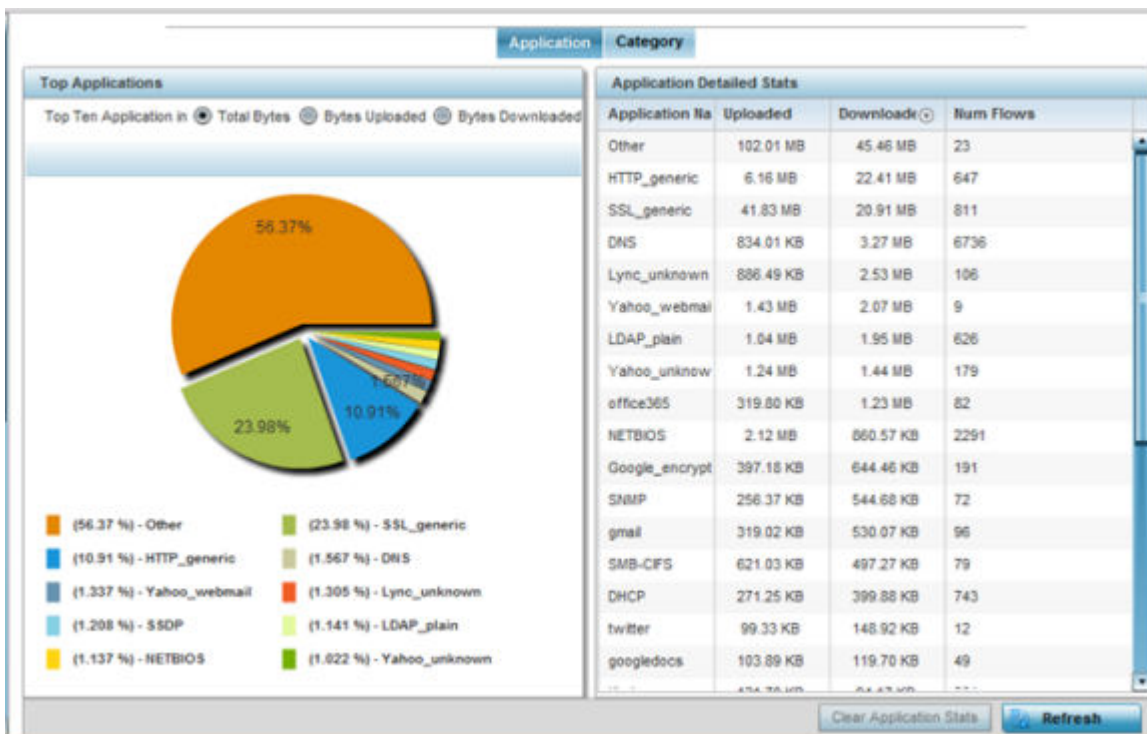 Application Category
Top Applications
Top Ten Application in Total Bytes Bytes Uploaded Bytes Downloaded
56.37%
1.567%
10.91%
23.98%
(56.37 %) - Other (23.98 %) - SSL_generic
(10.91 %) - HTTP_generic (1.567 %) - DNS
(1.337 %) - Yahoo_webmail (1.305 %) - Lync_unknown
(1.208 %) - SSDP (1.141 %) - LDAP_plain
(1.137 %) - NETBIOS (1.022 %) - Yahoo_unknown
Application Detailed Stats
Application Na Uploaded Downloade Num Flows
Other 102.01 MB 45.46 MB 23
HTTP_generic 6.16 MB 22.41 MB 647
SSL_generic 41.83 MB 20.91 MB 811
DNS 834.01 KB 3.27 MB 6736
Lync_unknown 886.49 KB 2.53 MB 106
Yahoo_webmai 1.43 MB 2.07 MB 9
LDAP_plain 1.04 MB 1.95 MB 626
Yahoo_unknow 1.24 MB 1.44 MB 179
office365 319.80 KB 1.23 MB 82
NETBIOS 2.12 MB 860.57 KB 2291
Google_encrypt 397.18 KB 644.46 KB 191
SNMP 256.37 KB 544.68 KB 72
gmail 319.02 KB 530.07 KB 96
SMB-CIFS 621.03 KB 497.27 KB 79
DHCP 271.25 KB 399.88 KB 743
twitter 99.33 KB 148.92 KB 12
googledocs 103.89 KB 119.70 KB 49
Clear Application Stats Refresh